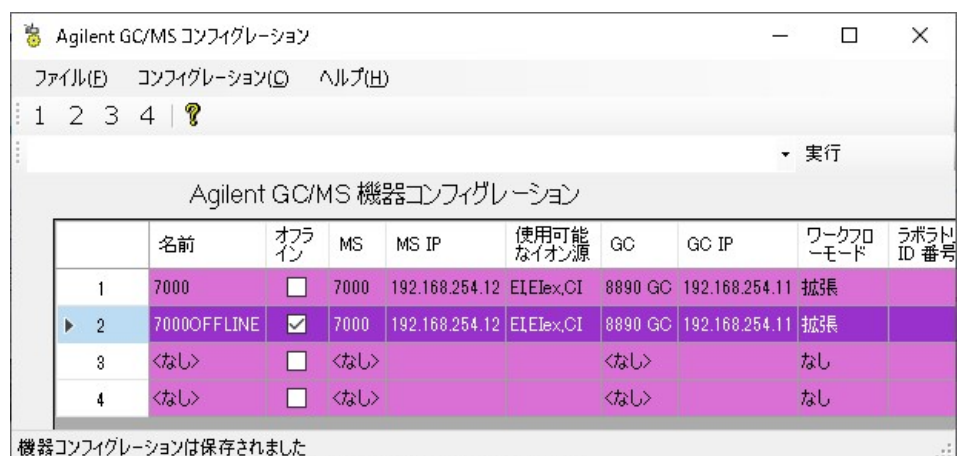 Agilent GC/MS コンフィグレーション
ファイル(F) コンフィグレーション(C) ヘルプ(H)
1 2 3 4
実行
Agilent GC/MS 機器コンフィグレーション
名前 オフライン MS MS IP 使用可能なイオン源 GC GC IP ワークフローモード ラボラトリ ID 番号
1 7000 7000 192.168.254.12 EI,EIex,CI 8890 GC 192.168.254.11 拡張
2 7000OFFLINE 7000 192.168.254.12 EI,EIex,CI 8890 GC 192.168.254.11 拡張
3 <なし> <なし> <なし> なし
4 <なし> <なし> <なし> なし
機器コンフィグレーションは保存されました